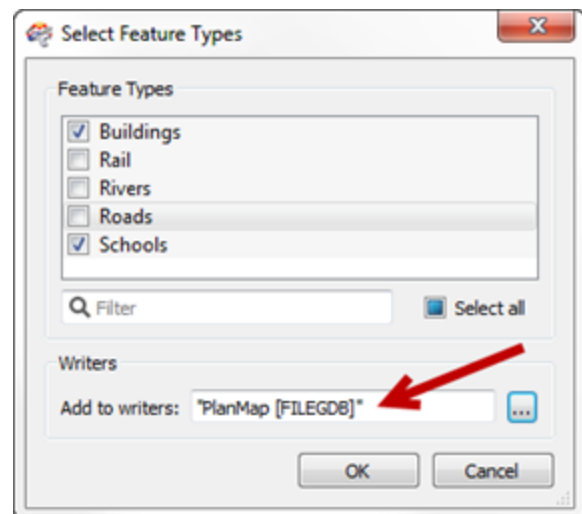 Select Feature Types
Feature Types
Buildings
Rail
Rivers
Roads
Schools
Filter
Select all
Writers
Add to writers: "PlanMap [FILEGDB]" ...
OK Cancel